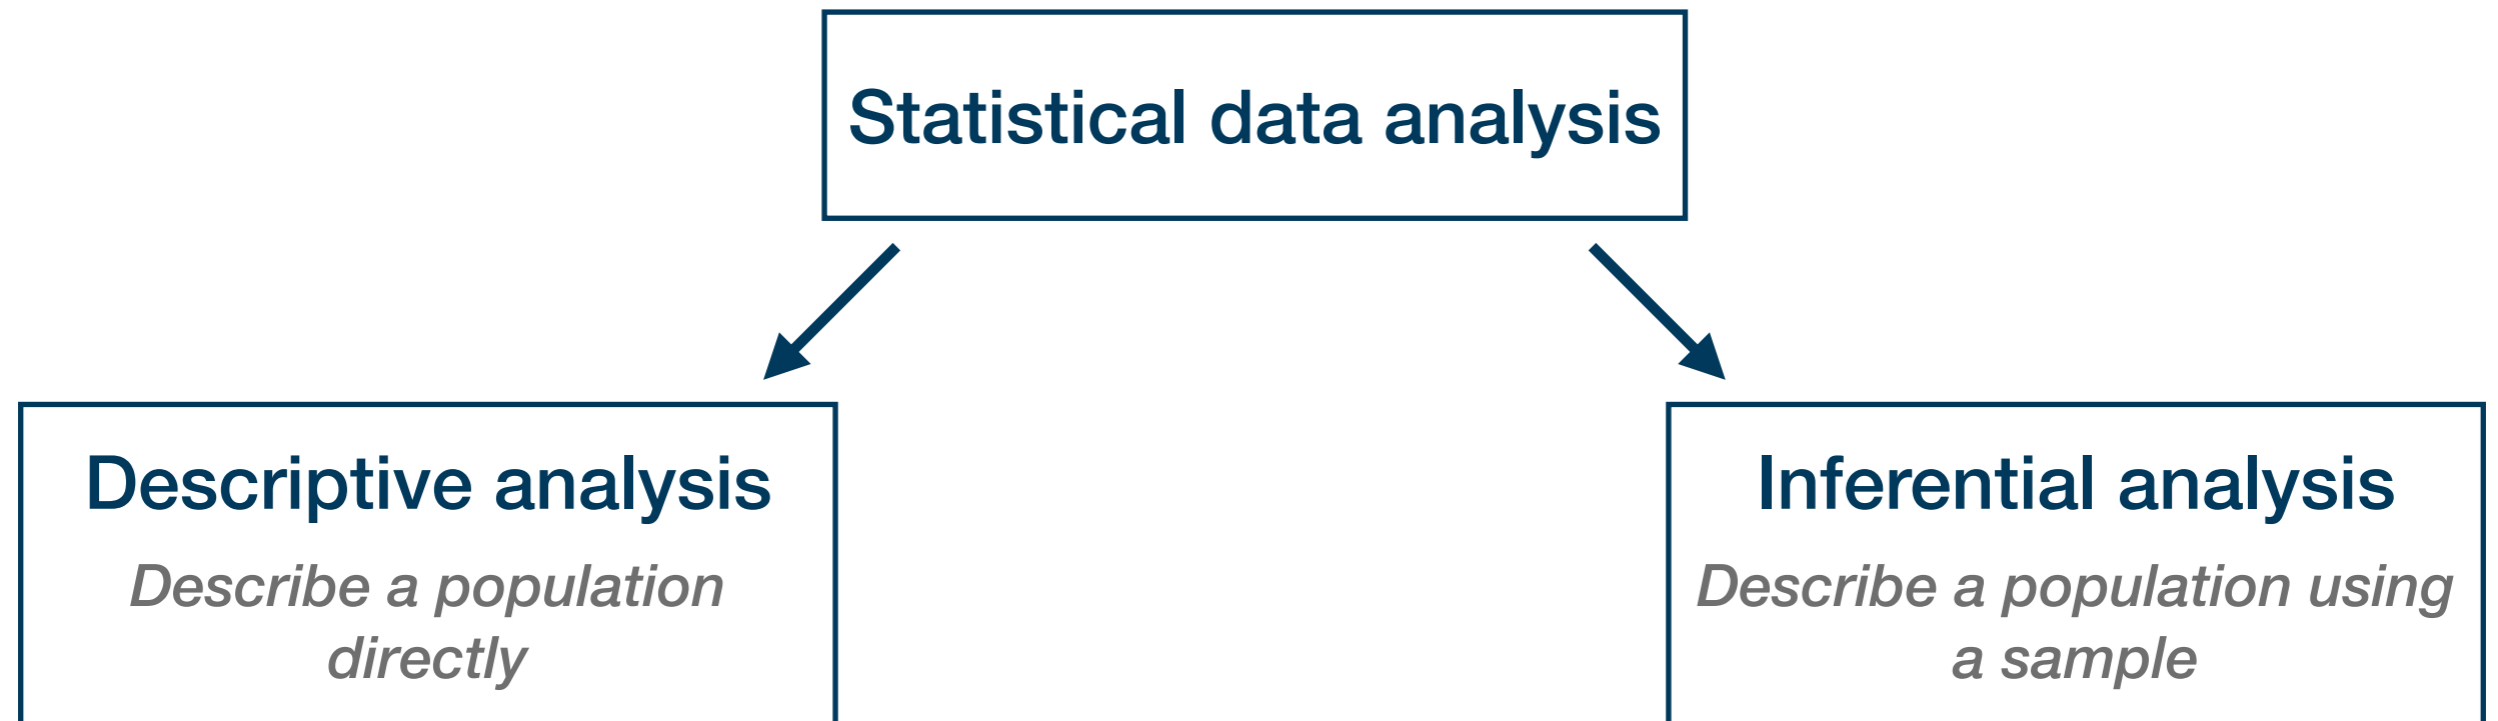 Statistical data analysis
Descriptive analysis
Describe a population
directly
Inferential analysis
Describe a population using
a sample